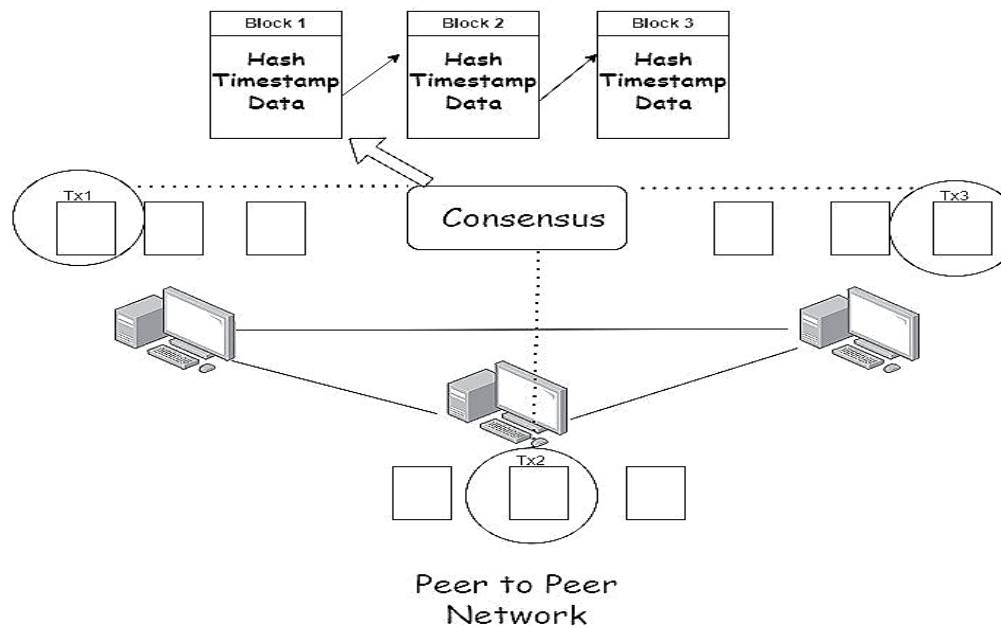 Block 1
Hash
Timestamp
Data
Block 2
Hash
Timestamp
Data
Block 3
Hash
Timestamp
Data
Tx1
Consensus
Tx3
Tx2
Peer to Peer
Network